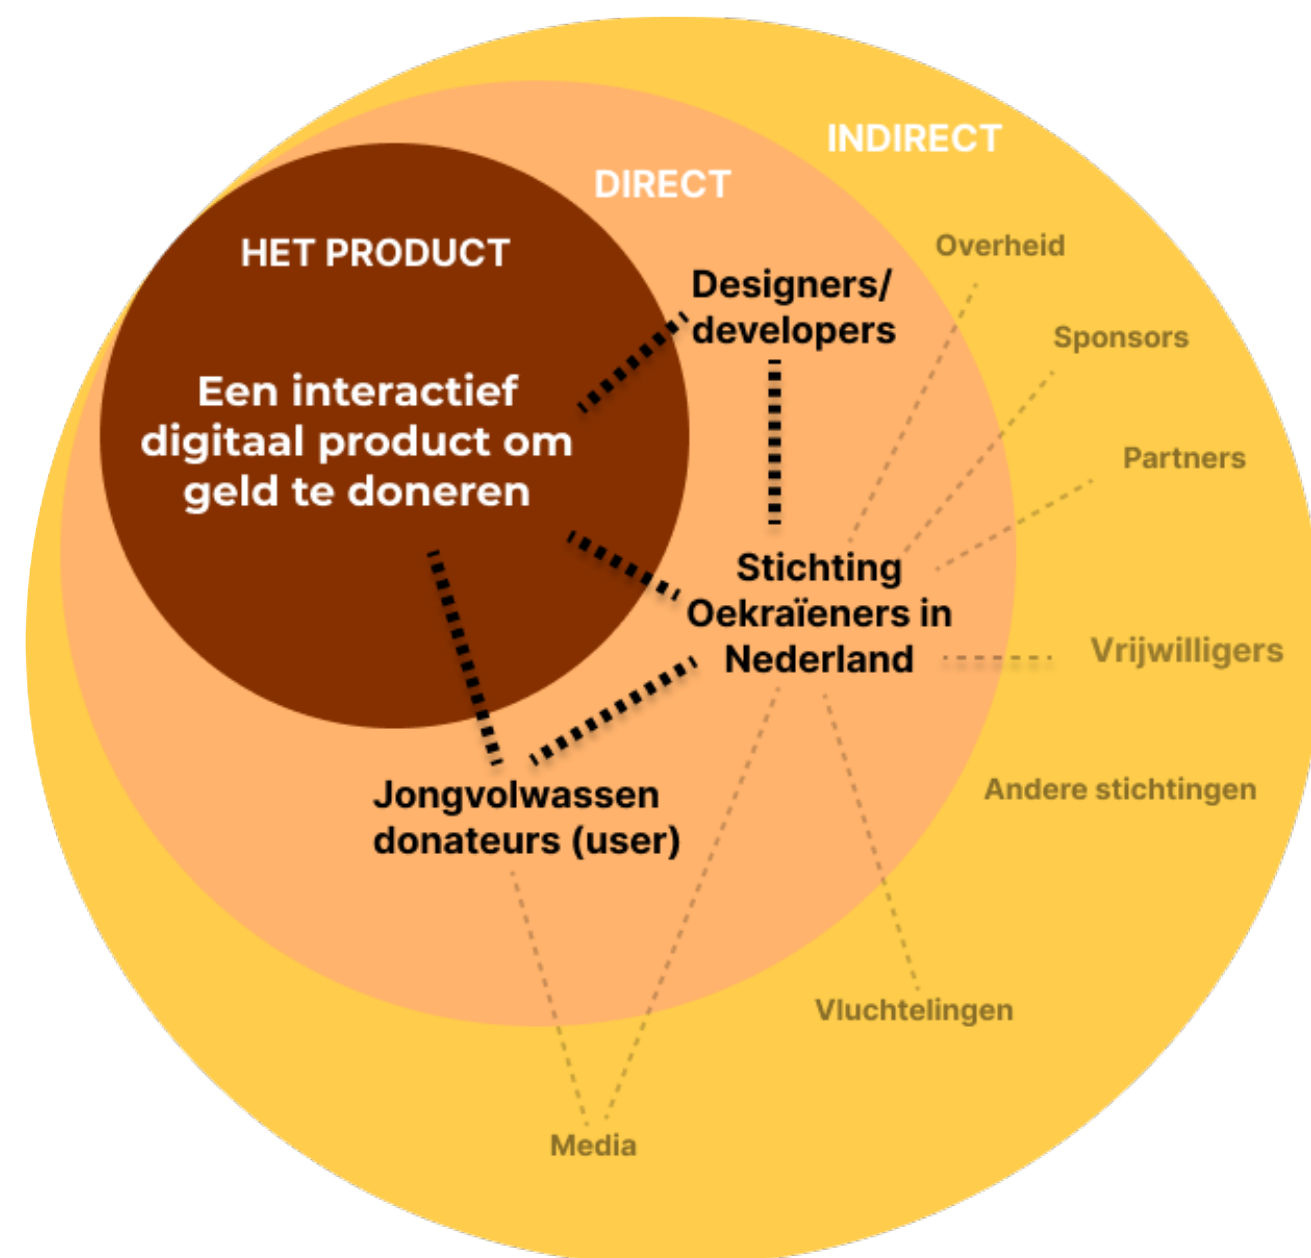 INDIRECT
DIRECT
HET PRODUCT
Overheid
Designers/
developers
Sponsors
Een interactief
digitaal product om
geld te doneren
Partners
Stichting
Oekraïeners in
Nederland
Vrijwilligers
Andere stichtingen
Jongvolwassen
donateurs (user)
Vluchtelingen
Media